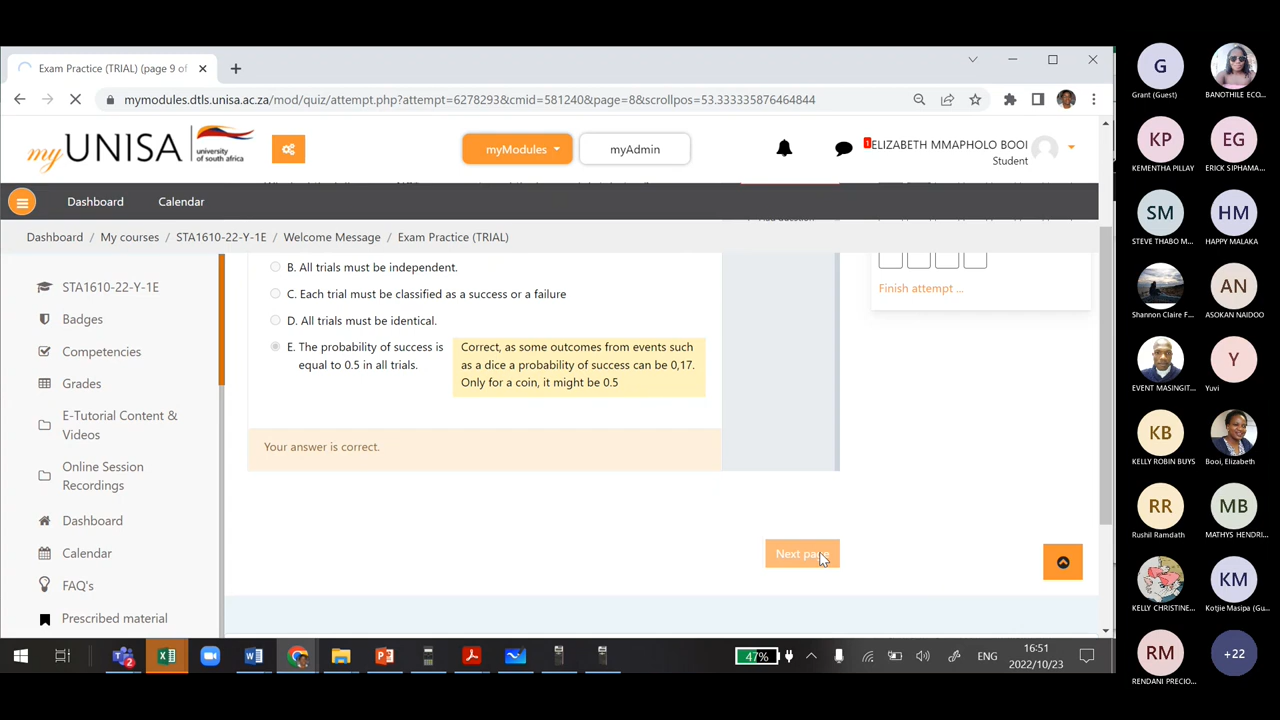 Exam Practice (TRIAL) (page 9 of
mymodules.dtls.unisa.ac.za/mod/quiz/attempt.php?attempt=6278293&cmid=581240&page=8&scrollpos=53.333335876464844
myUNISA
university
of south africa
myModules
myAdmin
1
ELIZABETH MMAPHOLO BOOI
Student
Dashboard
Calendar
Dashboard / My courses / STA1610-22-Y-1E / Welcome Message / Exam Practice (TRIAL)
STA1610-22-Y-1E
Badges
Competencies
Grades
E-Tutorial Content &
Videos
Online Session
Recordings
Dashboard
Calendar
FAQ's
Prescribed material
B. All trials must be independent.
C. Each trial must be classified as a success or a failure
D. All trials must be identical.
E. The probability of success is
equal to 0.5 in all trials.
Correct, as some outcomes from events such
as a dice a probability of success can be 0,17.
Only for a coin, it might be 0.5
Your answer is correct.
Finish attempt ...
Next page
2
47%
ENG
16:51
2022/10/23
G
Grant (Guest)
BANOTHILE ECO...
KP
KEMENTHA PILLAY
EG
ERICK SIPHAMA...
SM
STEVE THABO M...
HM
HAPPY MALAKA
Shannon Claire F...
AN
ASOKAN NAIDOO
EVENT MASINGIT...
Y
Yuvi
KB
KELLY ROBIN BUYS
Booi, Elizabeth
RR
Rushil Ramdath
MB
MATHYS HENDRI...
KELLY CHRISTINE...
KM
Kotjie Masipa (Gu...
RM
RENDANI PRECIO...
+22